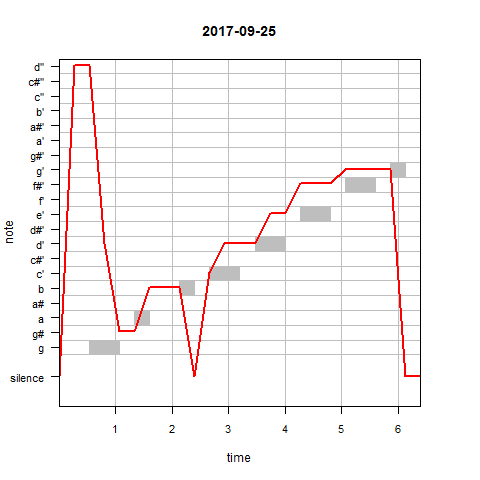 2017-09-25
d''
c#''
c''
b'
a#'
a'
g#'
g'
f#'
f'
e'
d#'
d'
c#'
c'
b
a#
a
g#
g
silence
note
1 2 3 4 5 6
time